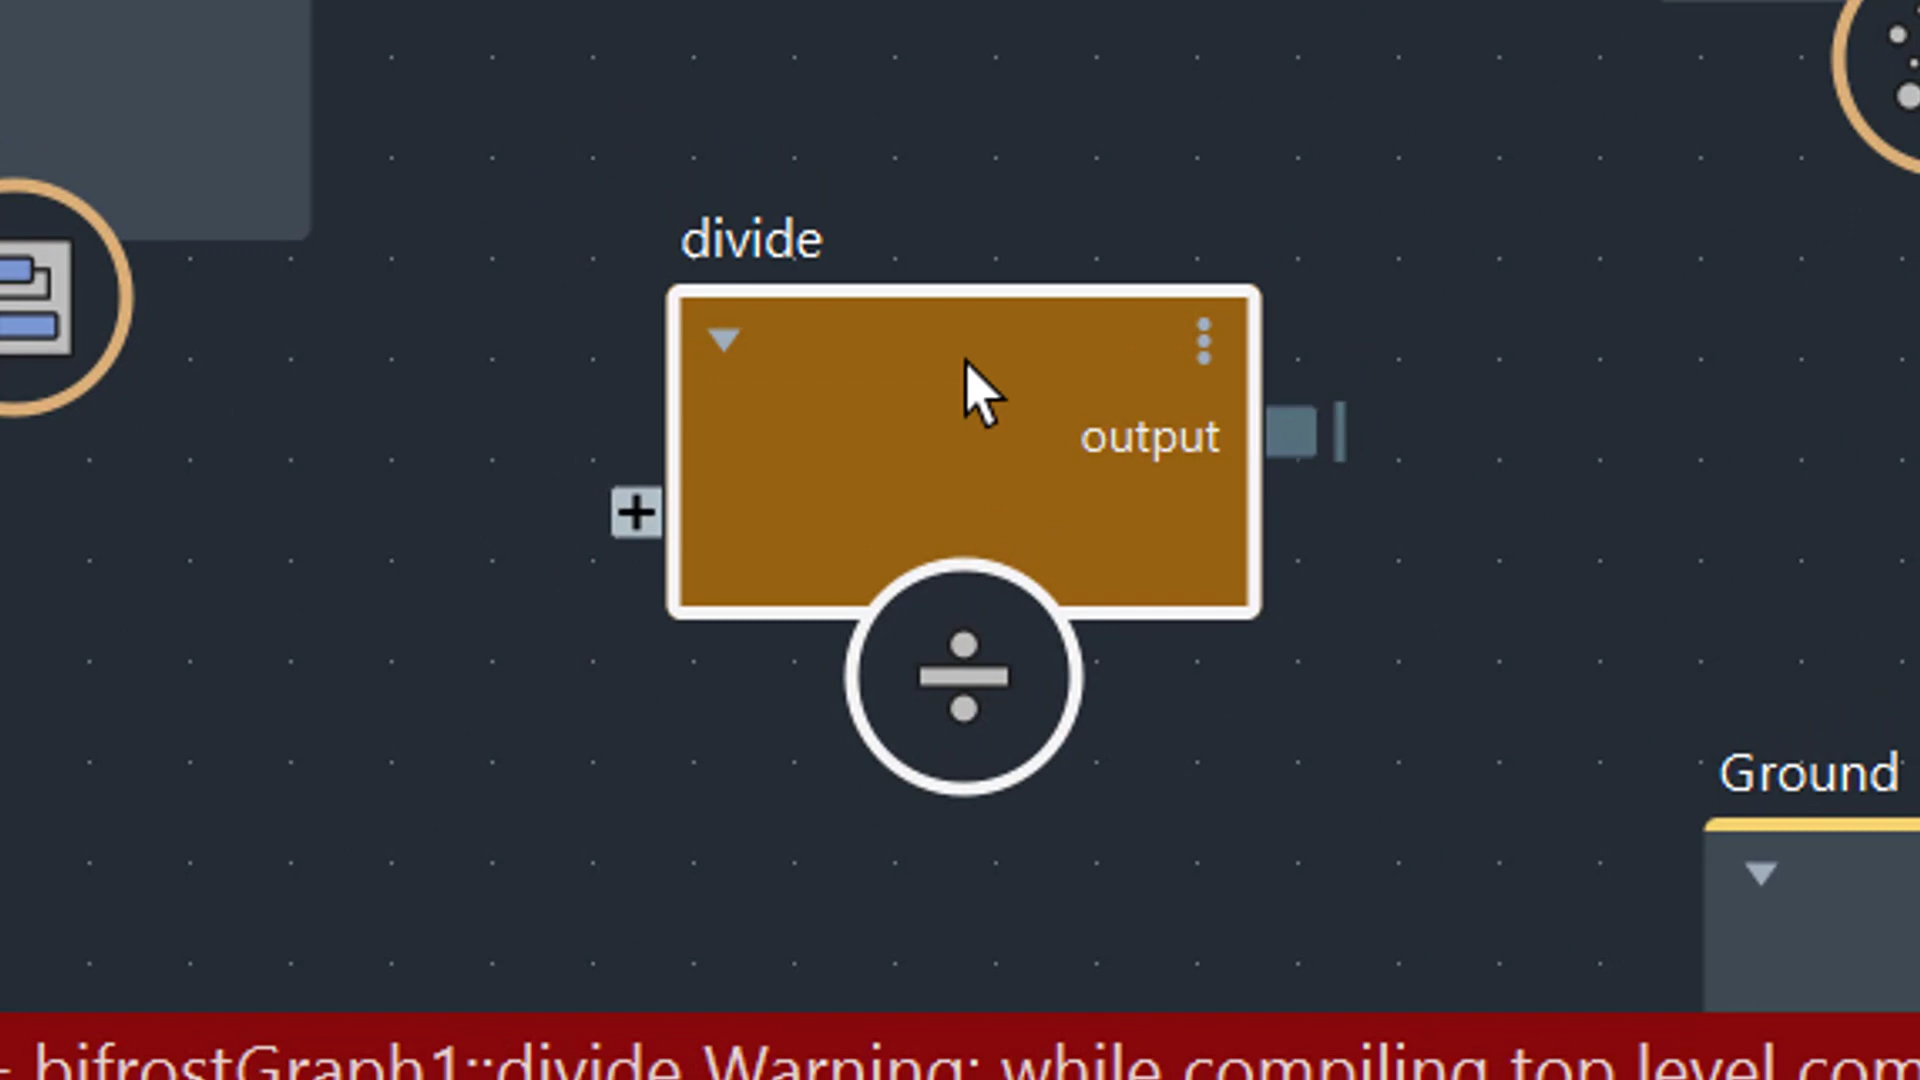 divide
output
Ground
- bifrostGraph1::divide Warning: while compiling top level com